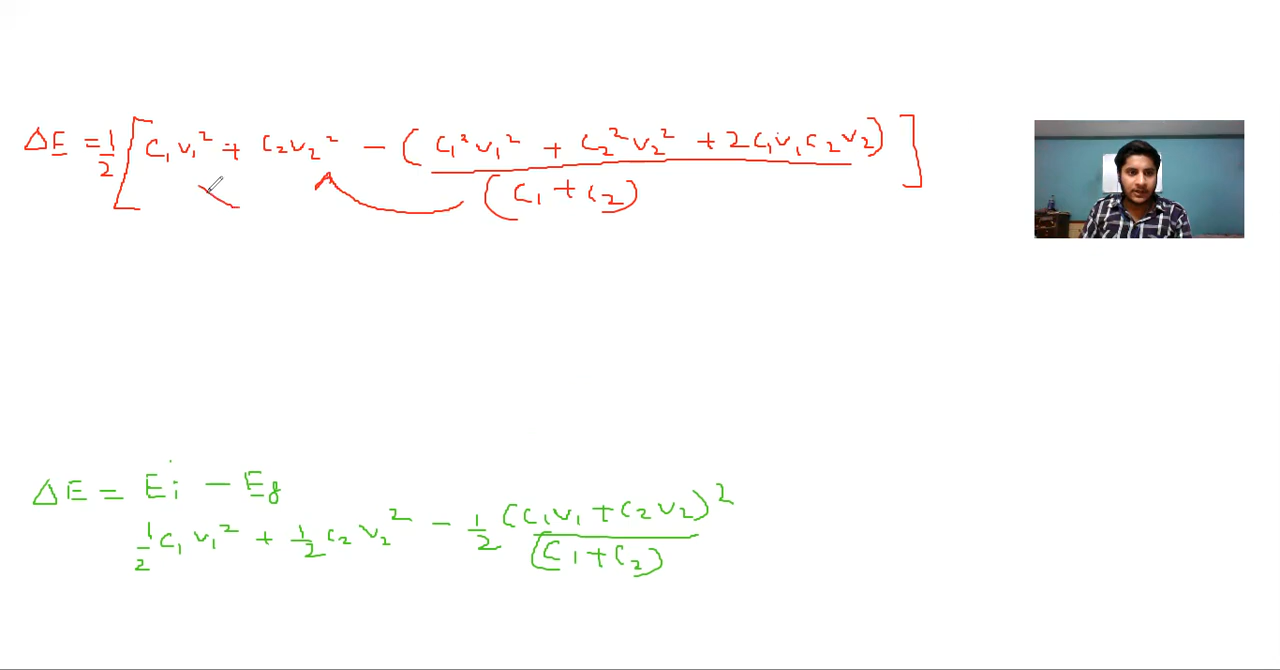 ΔE = 1/2 [ C₁V₁² + C₂V₂² - ( C₁²V₁² + C₂²V₂² + 2C₁V₁C₂V₂ ) / (C₁ + C₂) ]
ΔE = Ei - Ef
1/2 C₁V₁² + 1/2 C₂V₂² - 1/2 (C₁V₁ + C₂V₂)² / (C₁ + C₂)